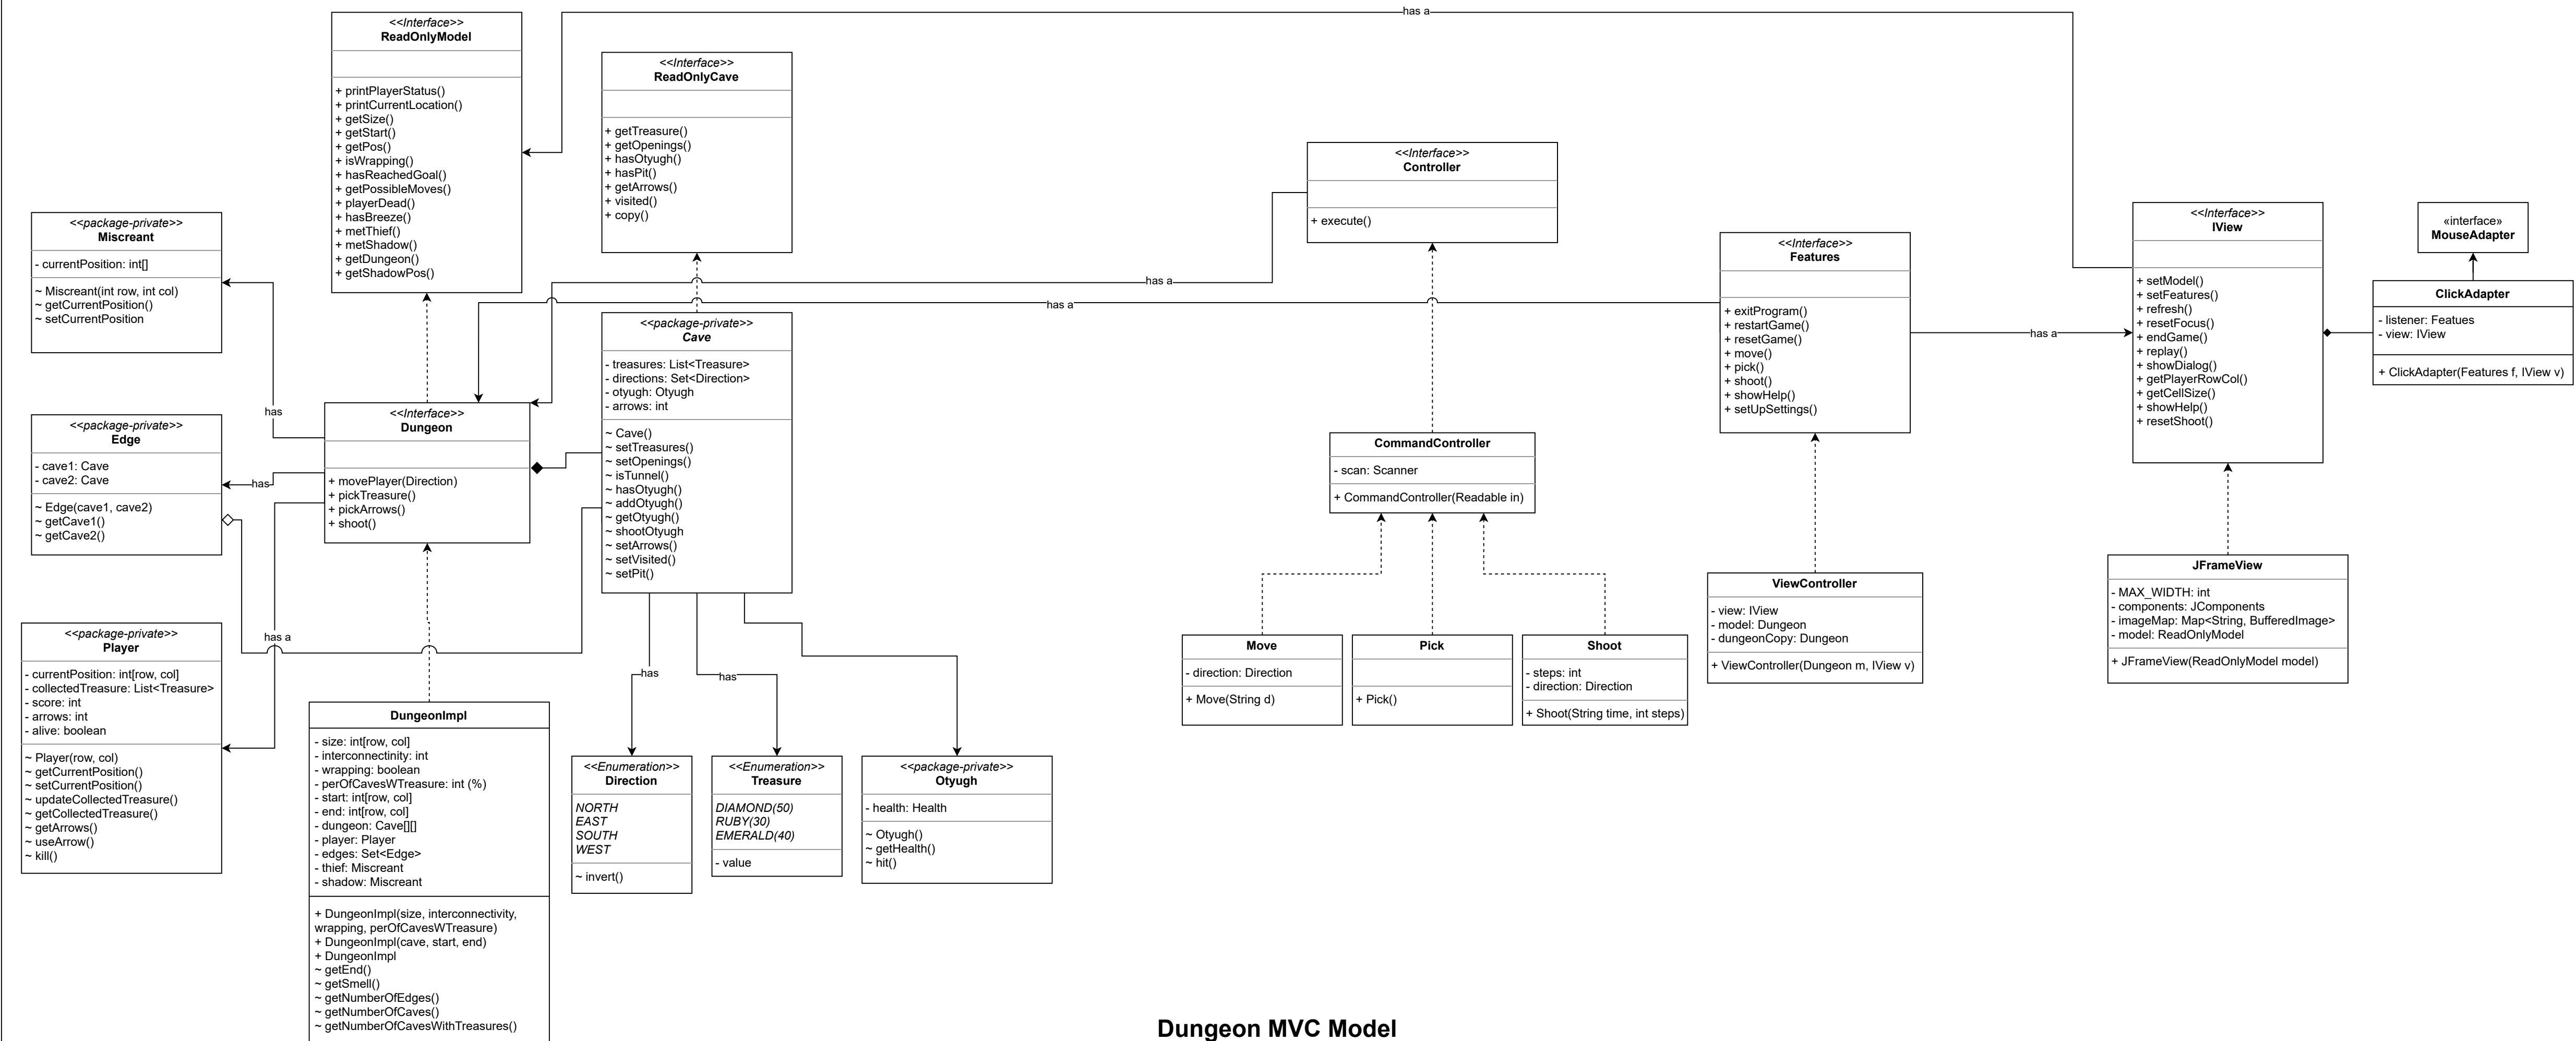 <<Interface>>
ReadOnlyModel
+ printPlayerStatus()
+ printCurrentLocation()
+ getSize()
+ getStart()
+ getPos()
+ isWrapping()
+ hasReachedGoal()
+ getPossibleMoves()
+ playerDead()
+ hasBreeze()
+ metThief()
+ metShadow()
+ getDungeon()
+ getShadowPos()
has a
<<Interface>>
ReadOnlyCave
+ getTreasure()
+ getOpenings()
+ hasOtyugh()
+ hasPit()
+ getArrows()
+ visited()
+ copy()
<<Interface>>
Controller
+ execute()
<<package-private>>
Miscreant
- currentPosition: int[]
~ Miscreant(int row, int col)
~ getCurrentPosition()
~ setCurrentPosition
<<Interface>>
Features
+ exitProgram()
+ restartGame()
+ resetGame()
+ move()
+ pick()
+ shoot()
+ showHelp()
+ setUpSettings()
<<Interface>>
IView
+ setModel()
+ setFeatures()
+ refresh()
+ resetFocus()
+ endGame()
+ replay()
+ showDialog()
+ getPlayerRowCol()
+ getCellSize()
+ showHelp()
+ resetShoot()
«interface»
MouseAdapter
ClickAdapter
- listener: Featues
- view: IView
+ ClickAdapter(Features f, IView v)
has a
has a
has a
<<package-private>>
Cave
- treasures: List<Treasure>
- directions: Set<Direction>
- otyugh: Otyugh
- arrows: int
~ Cave()
~ setTreasures()
~ setOpenings()
~ isTunnel()
~ hasOtyugh()
~ addOtyugh()
~ getOtyugh()
~ shootOtyugh
~ setArrows()
~ setVisited()
~ setPit()
has
<<Interface>>
Dungeon
+ movePlayer(Direction)
+ pickTreasure()
+ pickArrows()
+ shoot()
<<package-private>>
Edge
- cave1: Cave
- cave2: Cave
~ Edge(cave1, cave2)
~ getCave1()
~ getCave2()
has
CommandController
- scan: Scanner
+ CommandController(Readable in)
ViewController
- view: IView
- model: Dungeon
- dungeonCopy: Dungeon
+ ViewController(Dungeon m, IView v)
JFrameView
- MAX_WIDTH: int
- components: JComponents
- imageMap: Map<String, BufferedImage>
- model: ReadOnlyModel
+ JFrameView(ReadOnlyModel model)
<<package-private>>
Player
- currentPosition: int[row, col]
- collectedTreasure: List<Treasure>
- score: int
- arrows: int
- alive: boolean
~ Player(row, col)
~ getCurrentPosition()
~ setCurrentPosition()
~ updateCollectedTreasure()
~ getCollectedTreasure()
~ getArrows()
~ useArrow()
~ kill()
has a
has
has
Move
- direction: Direction
+ Move(String d)
Pick
+ Pick()
Shoot
- steps: int
- direction: Direction
+ Shoot(String time, int steps)
DungeonImpl
- size: int[row, col]
- interconnectinity: int
- wrapping: boolean
- perOfCavesWTreasure: int (%)
- start: int[row, col]
- end: int[row, col]
- dungeon: Cave[][]
- player: Player
- edges: Set<Edge>
- thief: Miscreant
- shadow: Miscreant
+ DungeonImpl(size, interconnectivity,
wrapping, perOfCavesWTreasure)
+ DungeonImpl(cave, start, end)
+ DungeonImpl
~ getEnd()
~ getSmell()
~ getNumberOfEdges()
~ getNumberOfCaves()
~ getNumberOfCavesWithTreasures()
<<Enumeration>>
Direction
NORTH
EAST
SOUTH
WEST
~ invert()
<<Enumeration>>
Treasure
DIAMOND(50)
RUBY(30)
EMERALD(40)
- value
<<package-private>>
Otyugh
- health: Health
~ Otyugh()
~ getHealth()
~ hit()
Dungeon MVC Model